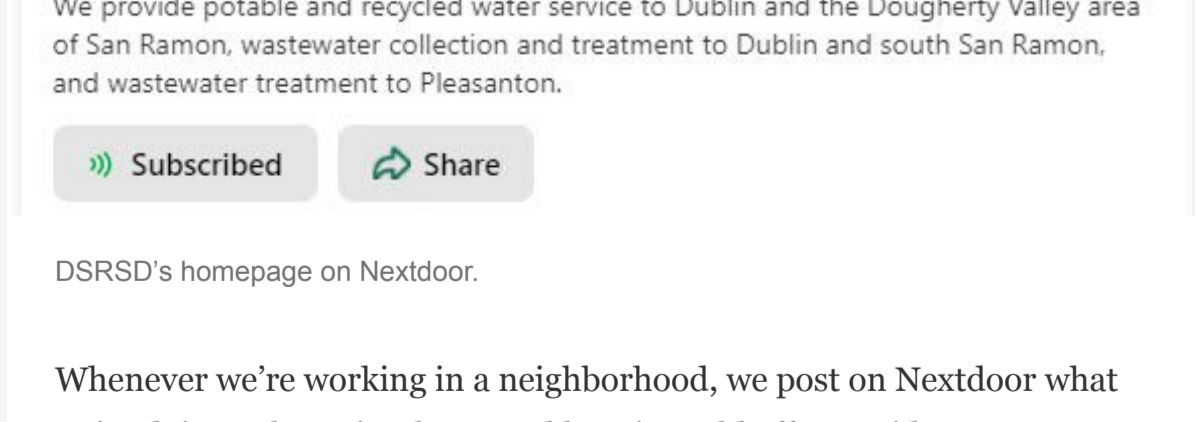 We provide potable and recycled water service to Dublin and the Dougherty Valley area
of San Ramon, wastewater collection and treatment to Dublin and south San Ramon,
and wastewater treatment to Pleasanton.
Subscribed
Share
DSRSD’s homepage on Nextdoor.
Whenever we’re working in a neighborhood, we post on Nextdoor what